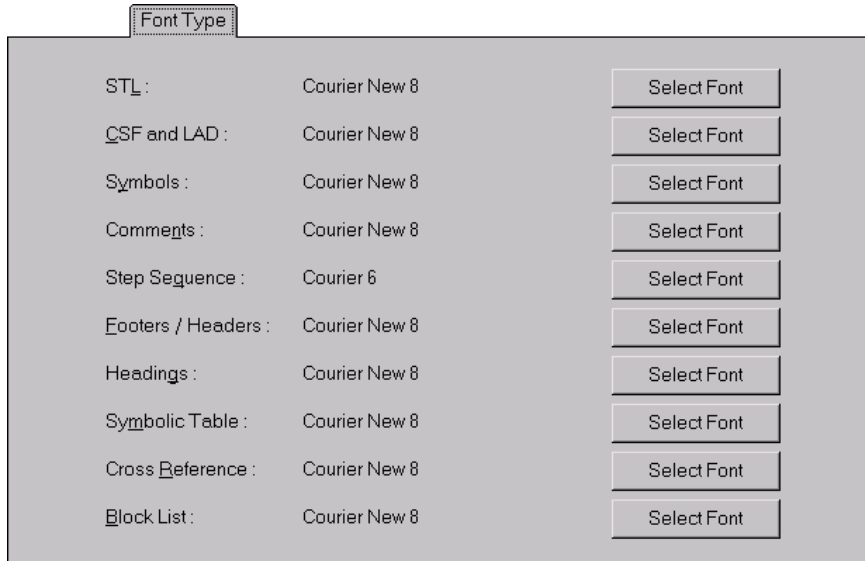 Font Type
STL : Courier New 8 Select Font
CSF and LAD : Courier New 8 Select Font
Symbols : Courier New 8 Select Font
Comments : Courier New 8 Select Font
Step Sequence : Courier 6 Select Font
Footers / Headers : Courier New 8 Select Font
Headings : Courier New 8 Select Font
Symbolic Table : Courier New 8 Select Font
Cross Reference : Courier New 8 Select Font
Block List : Courier New 8 Select Font